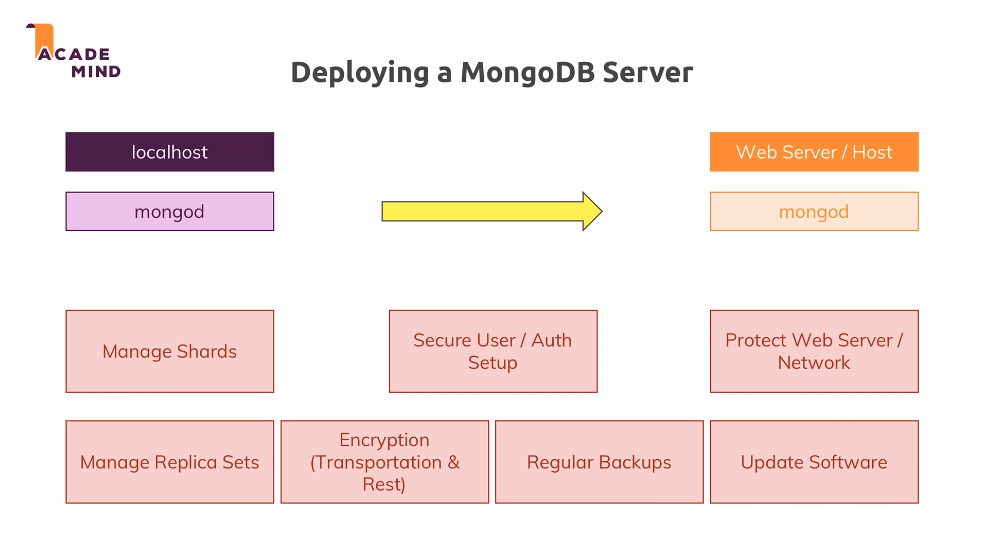 ACADE
MIND
Deploying a MongoDB Server
localhost
Web Server / Host
mongod
mongod
Manage Shards
Secure User / Auth
Setup
Protect Web Server /
Network
Manage Replica Sets
Encryption
(Transportation &
Rest)
Regular Backups
Update Software